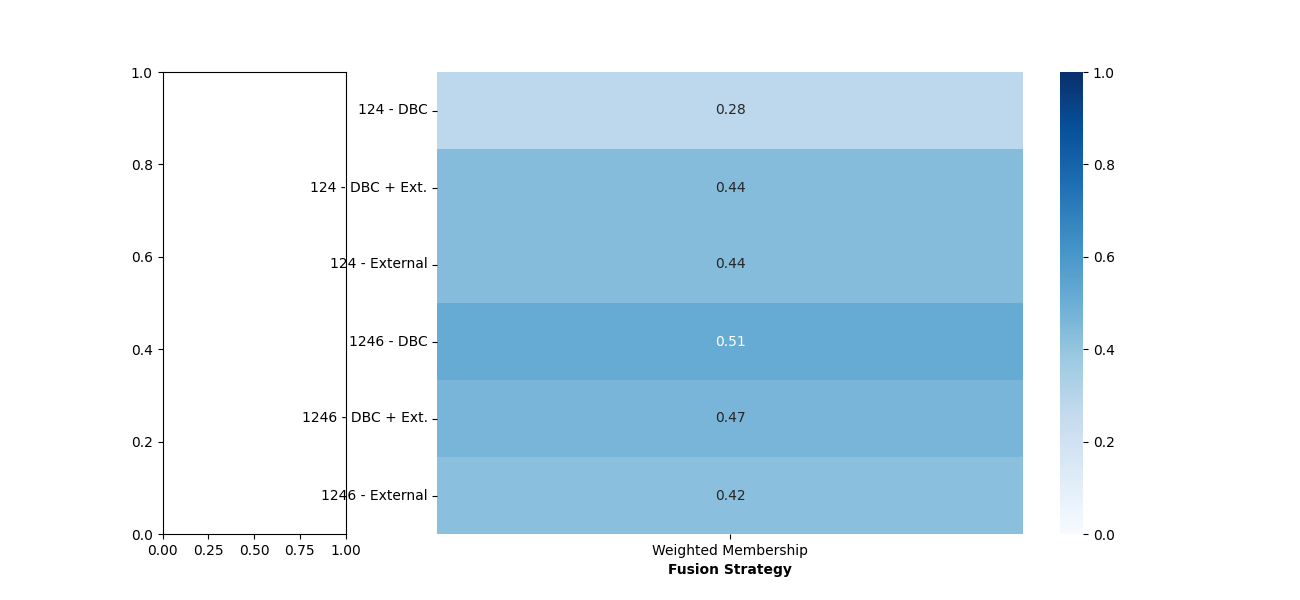 1.0
0.8
0.6
0.4
0.2
0.0
0.00 0.25 0.50 0.75 1.00
124 - DBC
124 - DBC + Ext.
124 - External
1246 - DBC
1246 - DBC + Ext.
1246 - External
0.28
0.44
0.44
0.51
0.47
0.42
Weighted Membership
Fusion Strategy
1.0
0.8
0.6
0.4
0.2
0.0